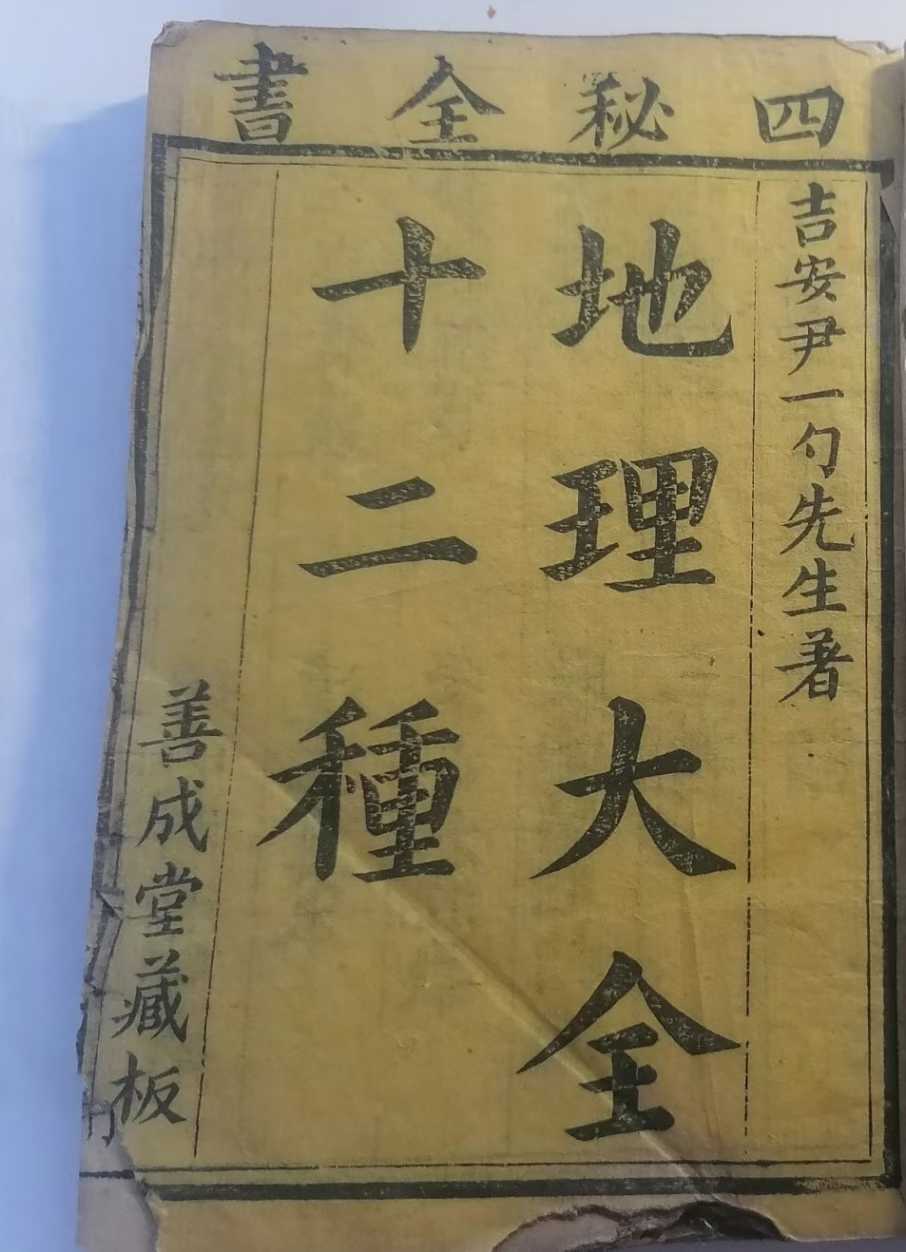 四秘全書
吉安尹一勺先生著
地理大全
十二種
善成堂藏板